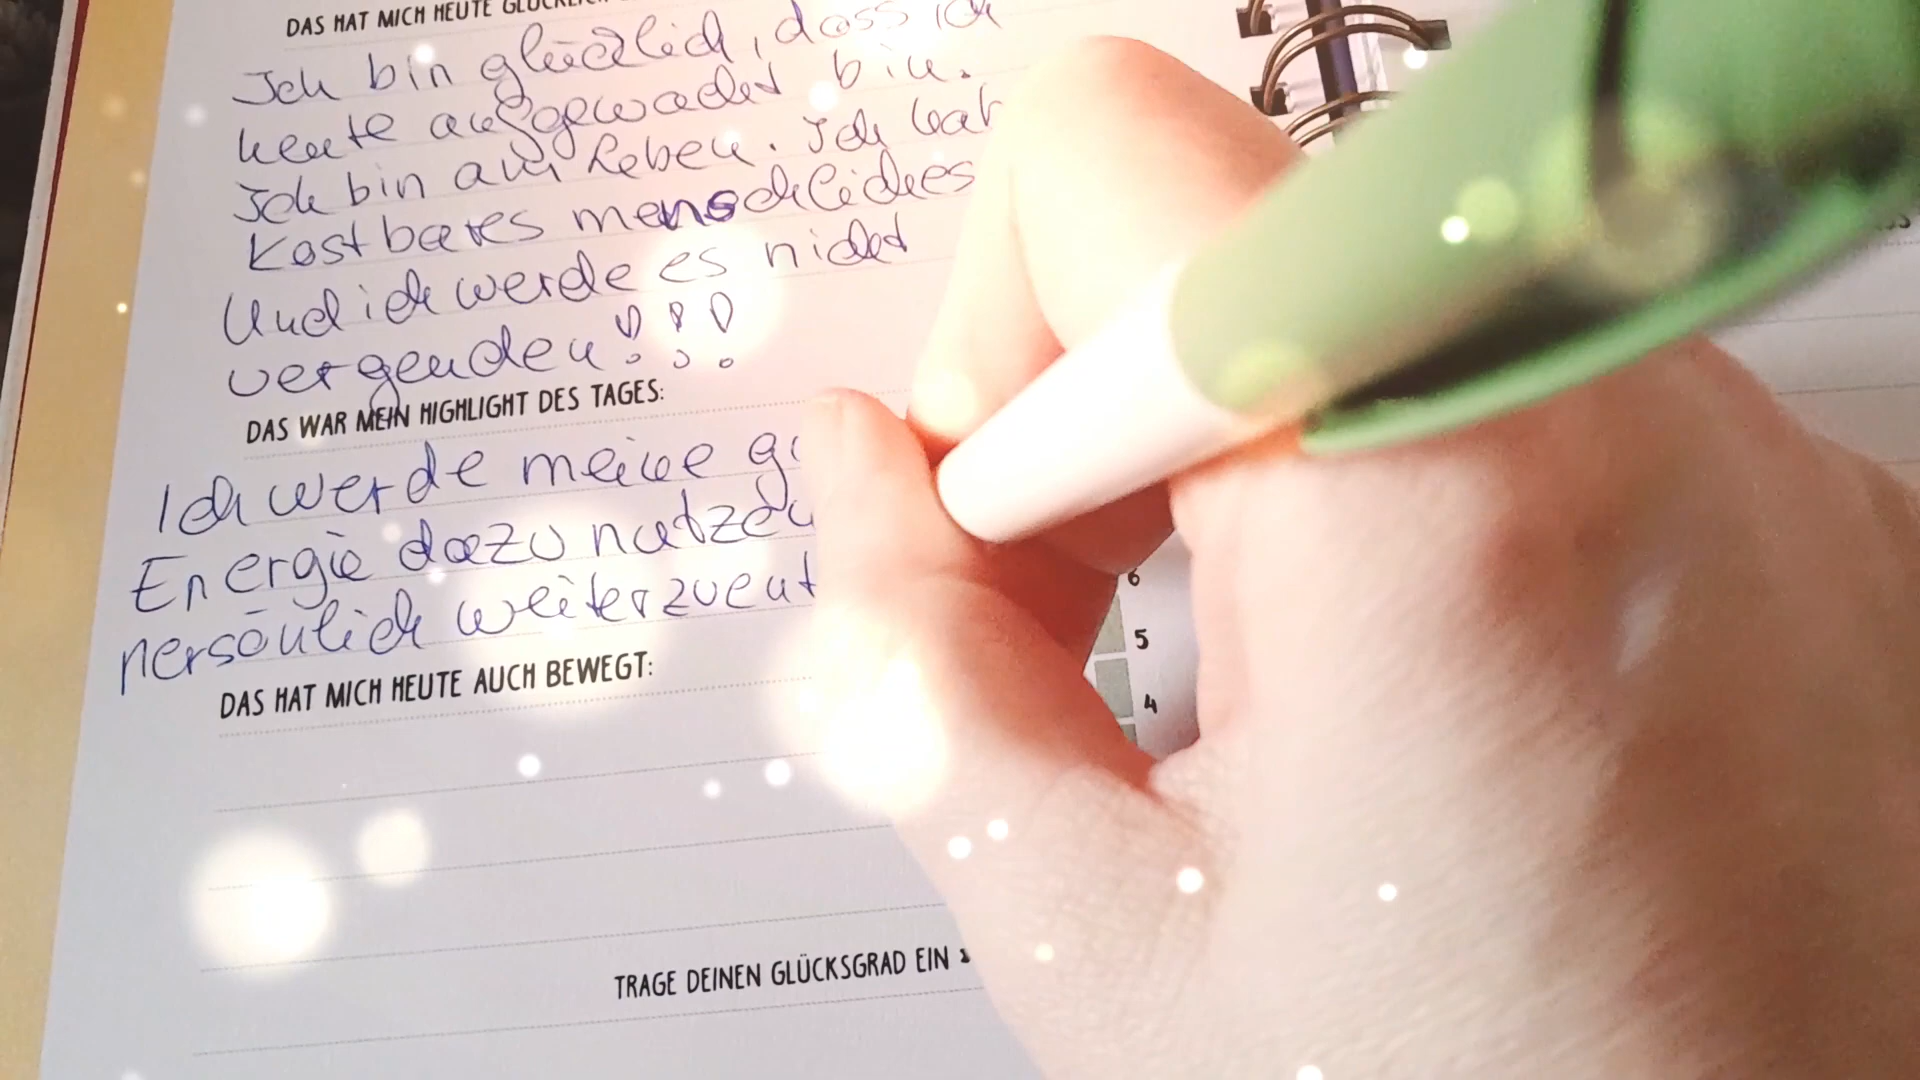 DAS HAT MICH HEUTE
Ich bin glücklich, dass ich
heute aufgewacht bin.
Ich bin am Leben. Ich hab
kostbares menschliches
Und ich werde es nicht
vergeuden!!!
DAS WAR MEIN HIGHLIGHT DES TAGES:
Ich werde meine
Energie dazu nutzen
persönlich weiterzuent
DAS HAT MICH HEUTE AUCH BEWEGT:
6
5
4
TRAGE DEINEN GLÜCKSGRAD EIN